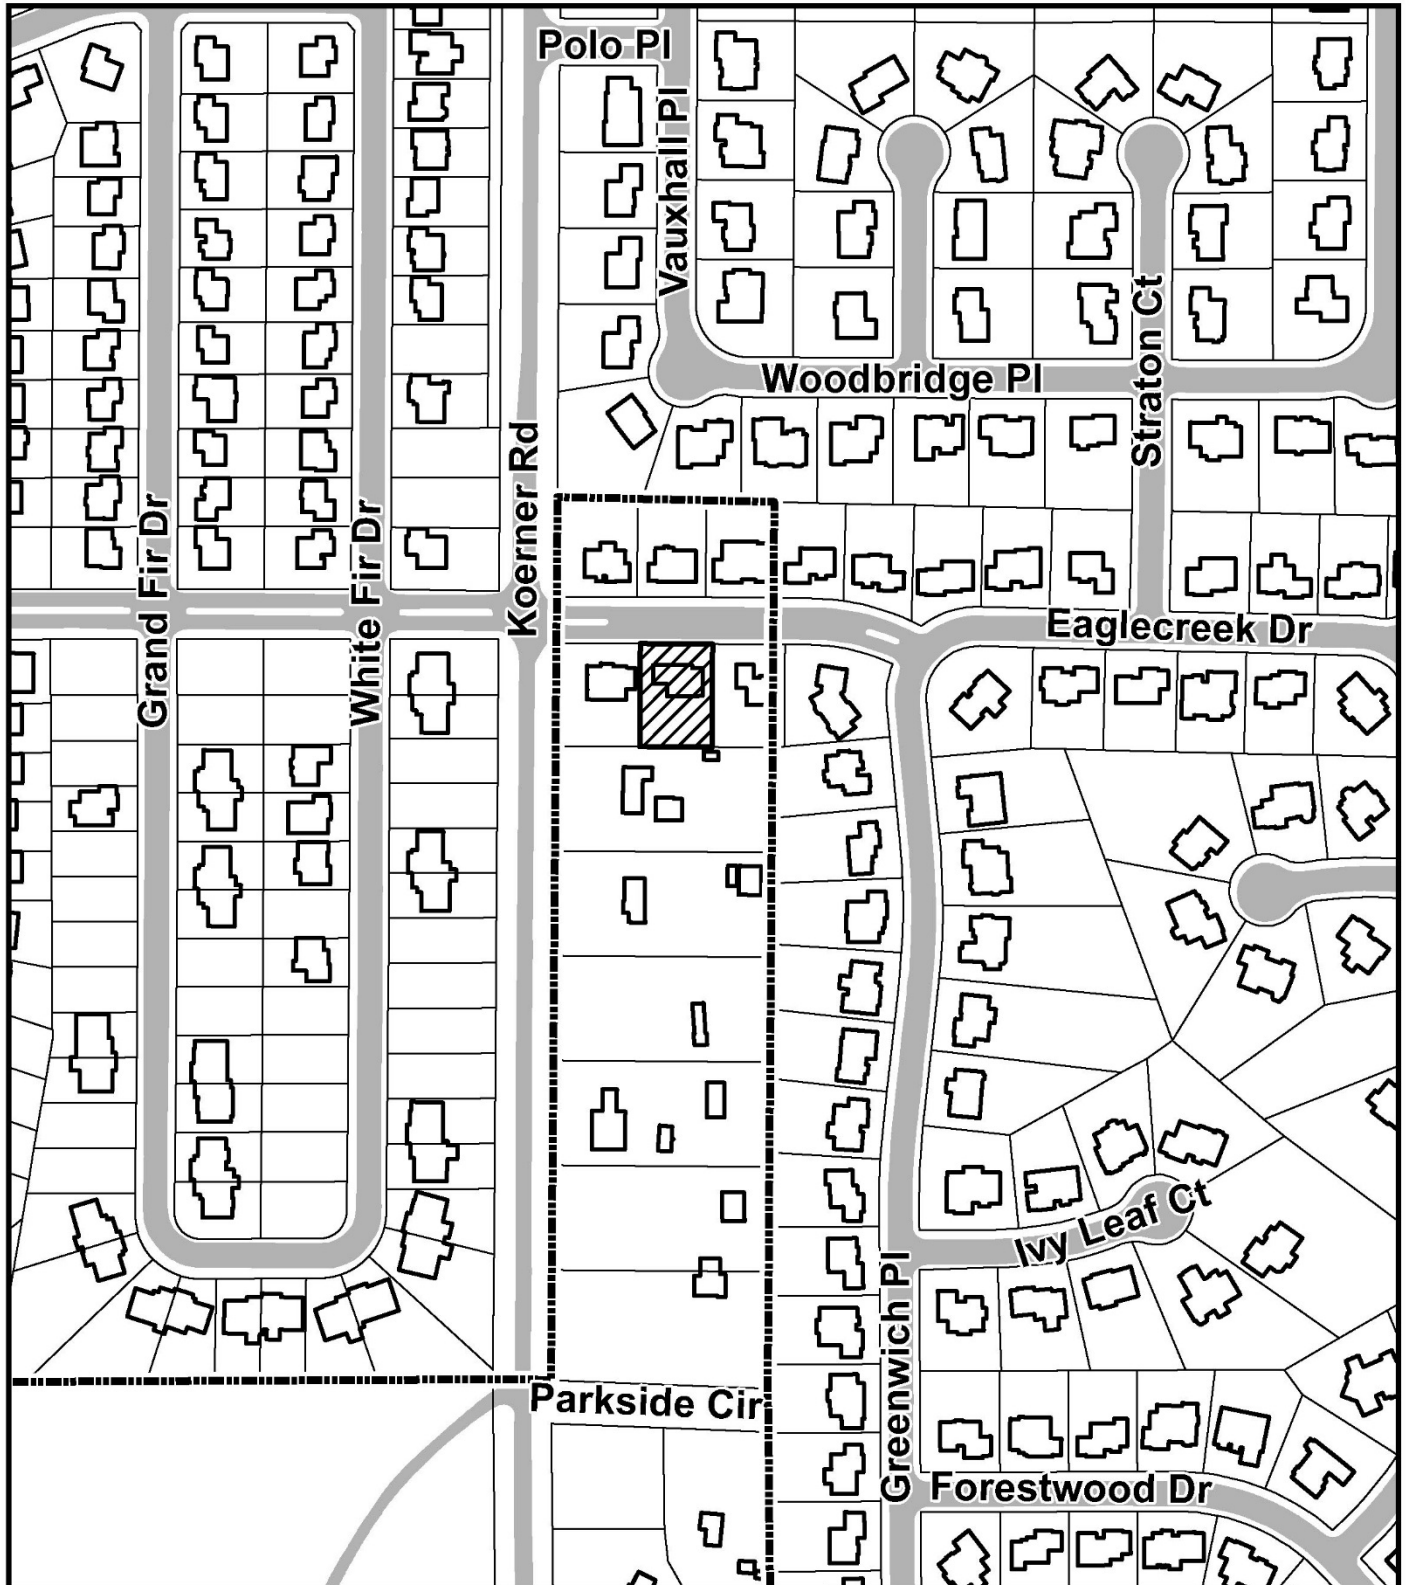 Polo Pl
Vauxhall Pl
Woodbridge Pl
Straton Ct
Koerner Rd
Grand Fir Dr
White Fir Dr
Eaglecreek Dr
Ivy Leaf Ct
Greenwich Pl
Parkside Cir
Forestwood Dr